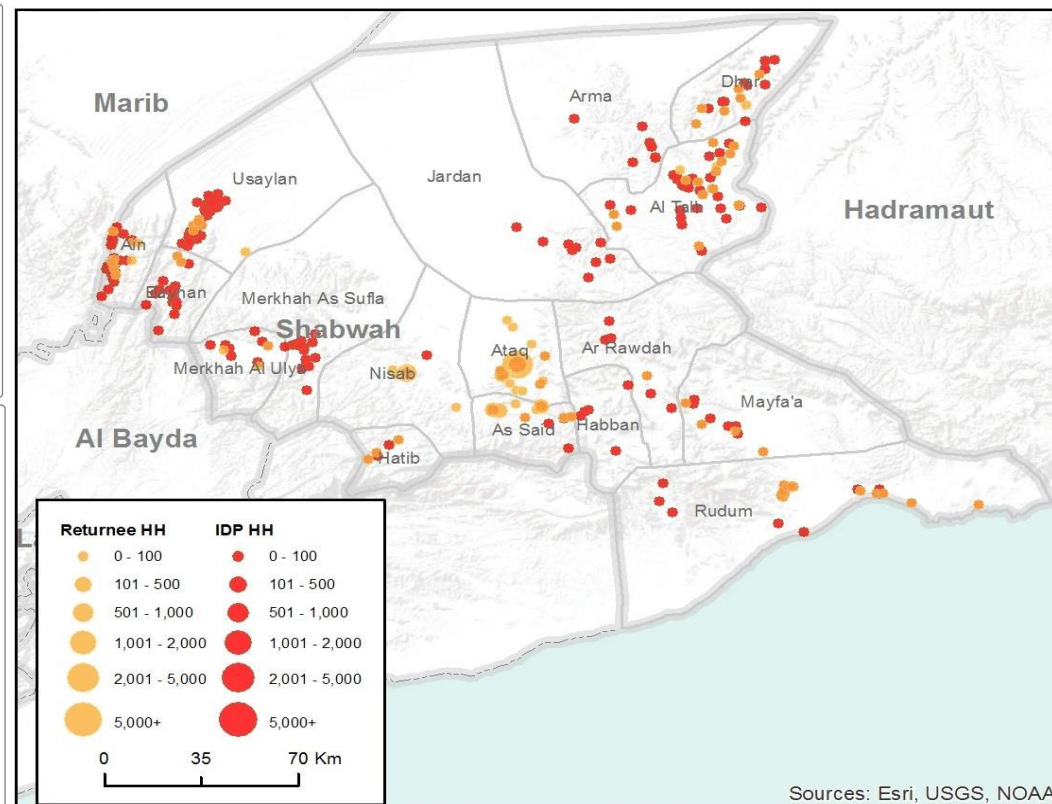 Marib
Dhar
Arma
Usaylan
Jardan
Al Talh
Hadramaut
Ain
Bayhan
Merkhah As Sufla
Shabwah
Ataq
Ar Rawdah
Merkhah Al Ulya
Nisab
Mayfa'a
Al Bayda
As Said
Habban
Hatib
Rudum
Returnee HH
IDP HH
0 - 100
0 - 100
101 - 500
101 - 500
501 - 1,000
501 - 1,000
1,001 - 2,000
1,001 - 2,000
2,001 - 5,000
2,001 - 5,000
5,000+
5,000+
0 35 70 Km
Sources: Esri, USGS, NOAA